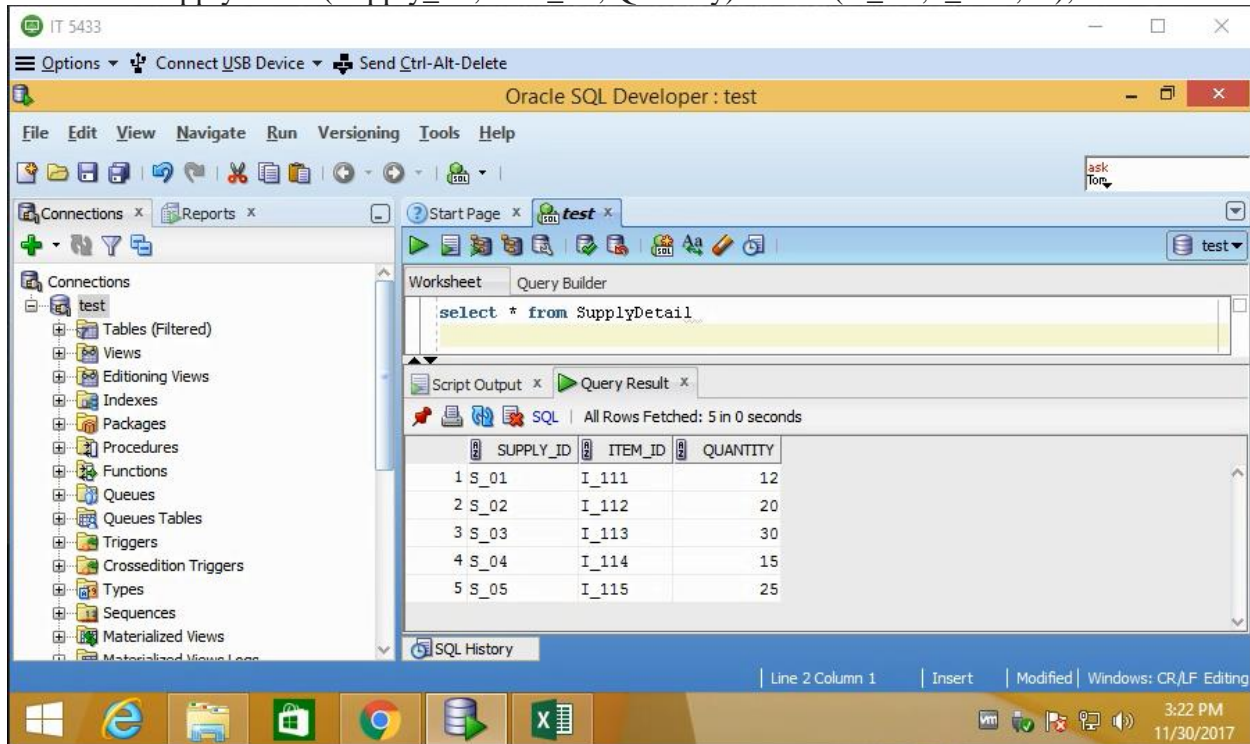 IT 5433
Options Connect USB Device Send Ctrl-Alt-Delete
Oracle SQL Developer : test
File Edit View Navigate Run Versioning Tools Help
ask
Tom
Connections x Reports x
Start Page x test x
test
Worksheet Query Builder
Connections
test
Tables (Filtered)
Views
Editioning Views
Indexes
Packages
Procedures
Functions
Queues
Queues Tables
Triggers
Crossedition Triggers
Types
Sequences
Materialized Views
Materialized Views Logs
select * from SupplyDetail
Script Output x Query Result x
SQL | All Rows Fetched: 5 in 0 seconds
SUPPLY_ID ITEM_ID QUANTITY
1 S_01 I_111 12
2 S_02 I_112 20
3 S_03 I_113 30
4 S_04 I_114 15
5 S_05 I_115 25
SQL History
Line 2 Column 1 | Insert | Modified | Windows: CR/LF Editing
3:22 PM
11/30/2017